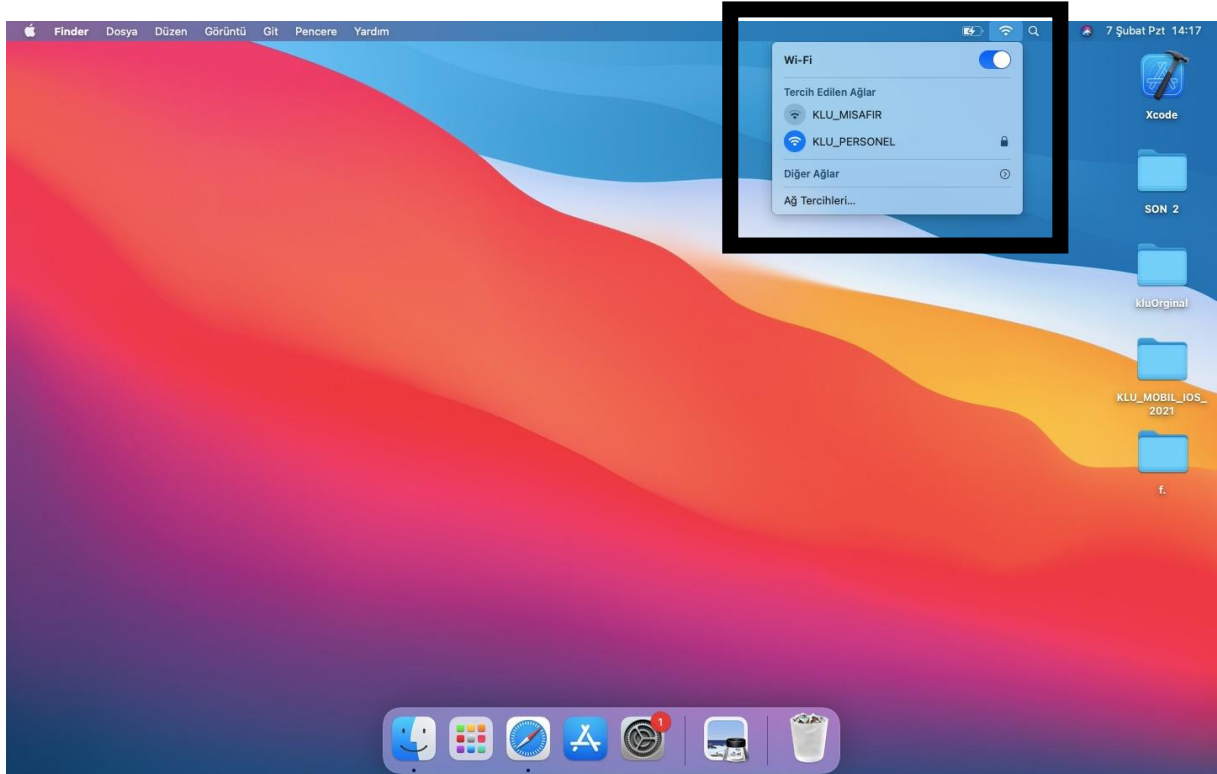 Finder Dosya Düzen Görüntü Git Pencere Yardım 7 Şubat Pzt 14:17
Wi-Fi
Tercih Edilen Ağlar
KLU_MISAFIR
KLU_PERSONEL
Diğer Ağlar
Ağ Tercihleri...
Xcode
SON 2
kluOrginal
KLU_MOBIL_IOS_
2021
f.
1